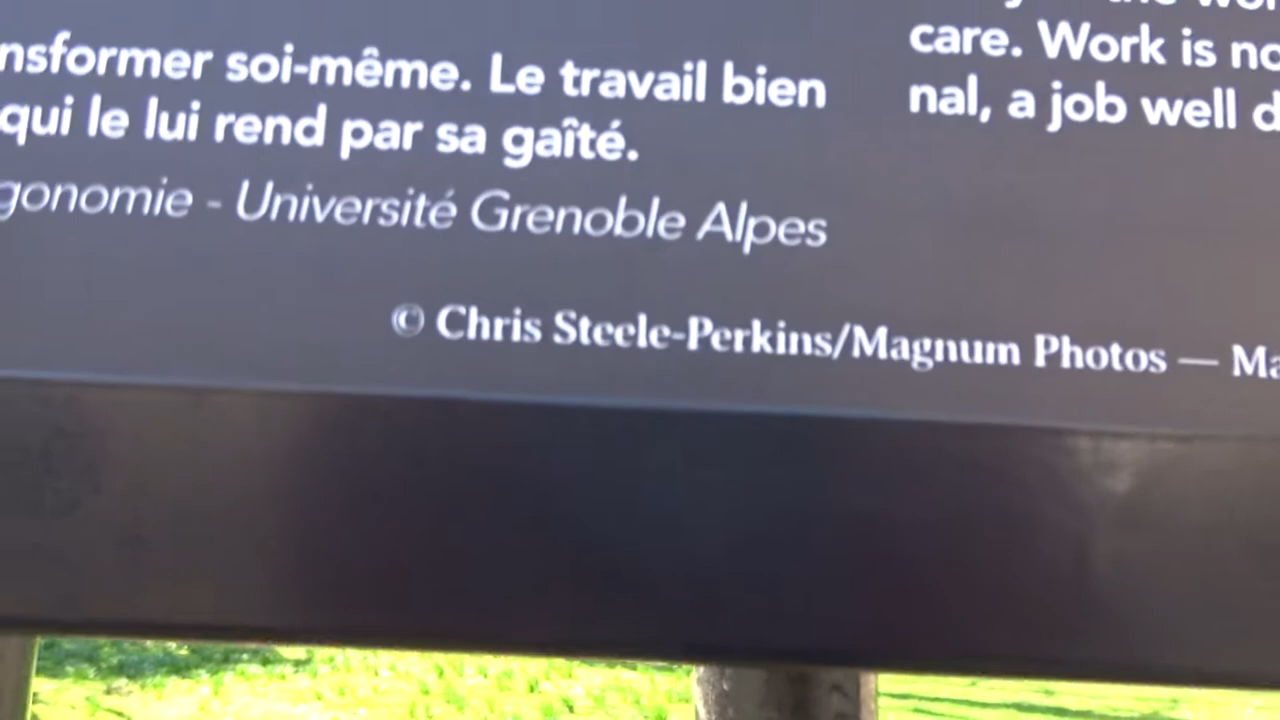 nsformer soi-même. Le travail bien
qui le lui rend par sa gaîté.
gonomie - Université Grenoble Alpes
care. Work is no
nal, a job well d
© Chris Steele-Perkins/Magnum Photos — Ma